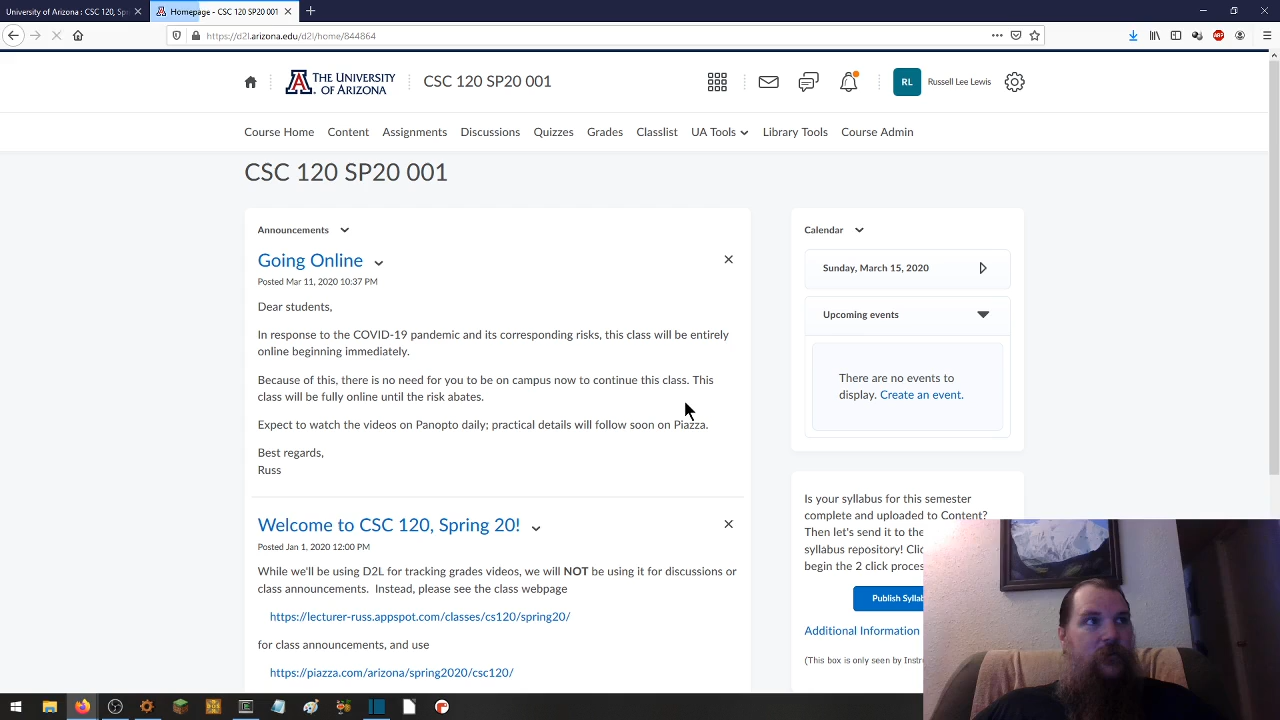 University of Arizona: CSC 120, Sp
Homepage - CSC 120 SP20 001
https://d2l.arizona.edu/d2l/home/844864
THE UNIVERSITY
OF ARIZONA
CSC 120 SP20 001
RL
Russell Lee Lewis
Course Home
Content
Assignments
Discussions
Quizzes
Grades
Classlist
UA Tools
Library Tools
Course Admin
CSC 120 SP20 001
Announcements
Going Online
Posted Mar 11, 2020 10:37 PM
Dear students,
In response to the COVID-19 pandemic and its corresponding risks, this class will be entirely
online beginning immediately.
Because of this, there is no need for you to be on campus now to continue this class. This
class will be fully online until the risk abates.
Expect to watch the videos on Panopto daily; practical details will follow soon on Piazza.
Best regards,
Russ
Welcome to CSC 120, Spring 20!
Posted Jan 1, 2020 12:00 PM
While we'll be using D2L for tracking grades videos, we will NOT be using it for discussions or
class announcements. Instead, please see the class webpage
https://lecturer-russ.appspot.com/classes/cs120/spring20/
for class announcements, and use
https://piazza.com/arizona/spring2020/csc120/
Calendar
Sunday, March 15, 2020
Upcoming events
There are no events to
display. Create an event.
Is your syllabus for this semester
complete and uploaded to Content?
Then let's send it to the
syllabus repository! Clic
begin the 2 click proces
Publish Syllab
Additional Information
(This box is only seen by Instru